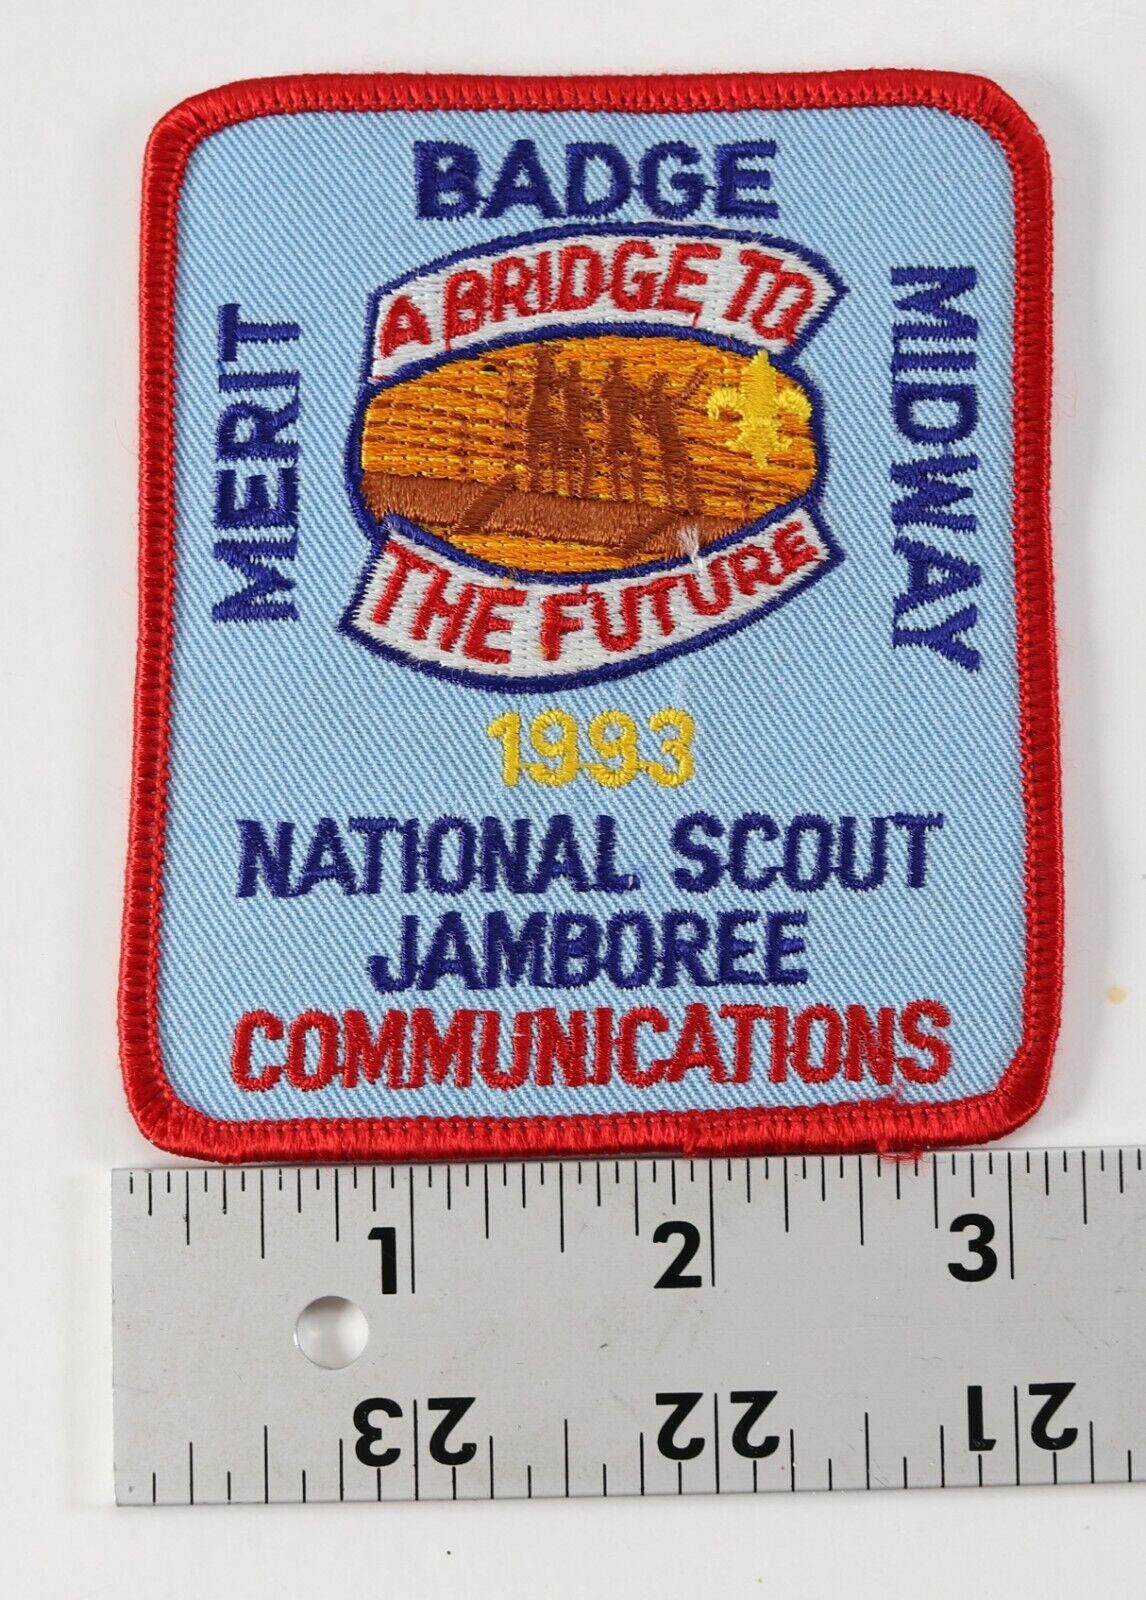 MERIT
BADGE
MIDWAY
A BRIDGE TO
THE FUTURE
1993
NATIONAL SCOUT
JAMBOREE
COMMUNICATIONS
1 2 3
23 22 21